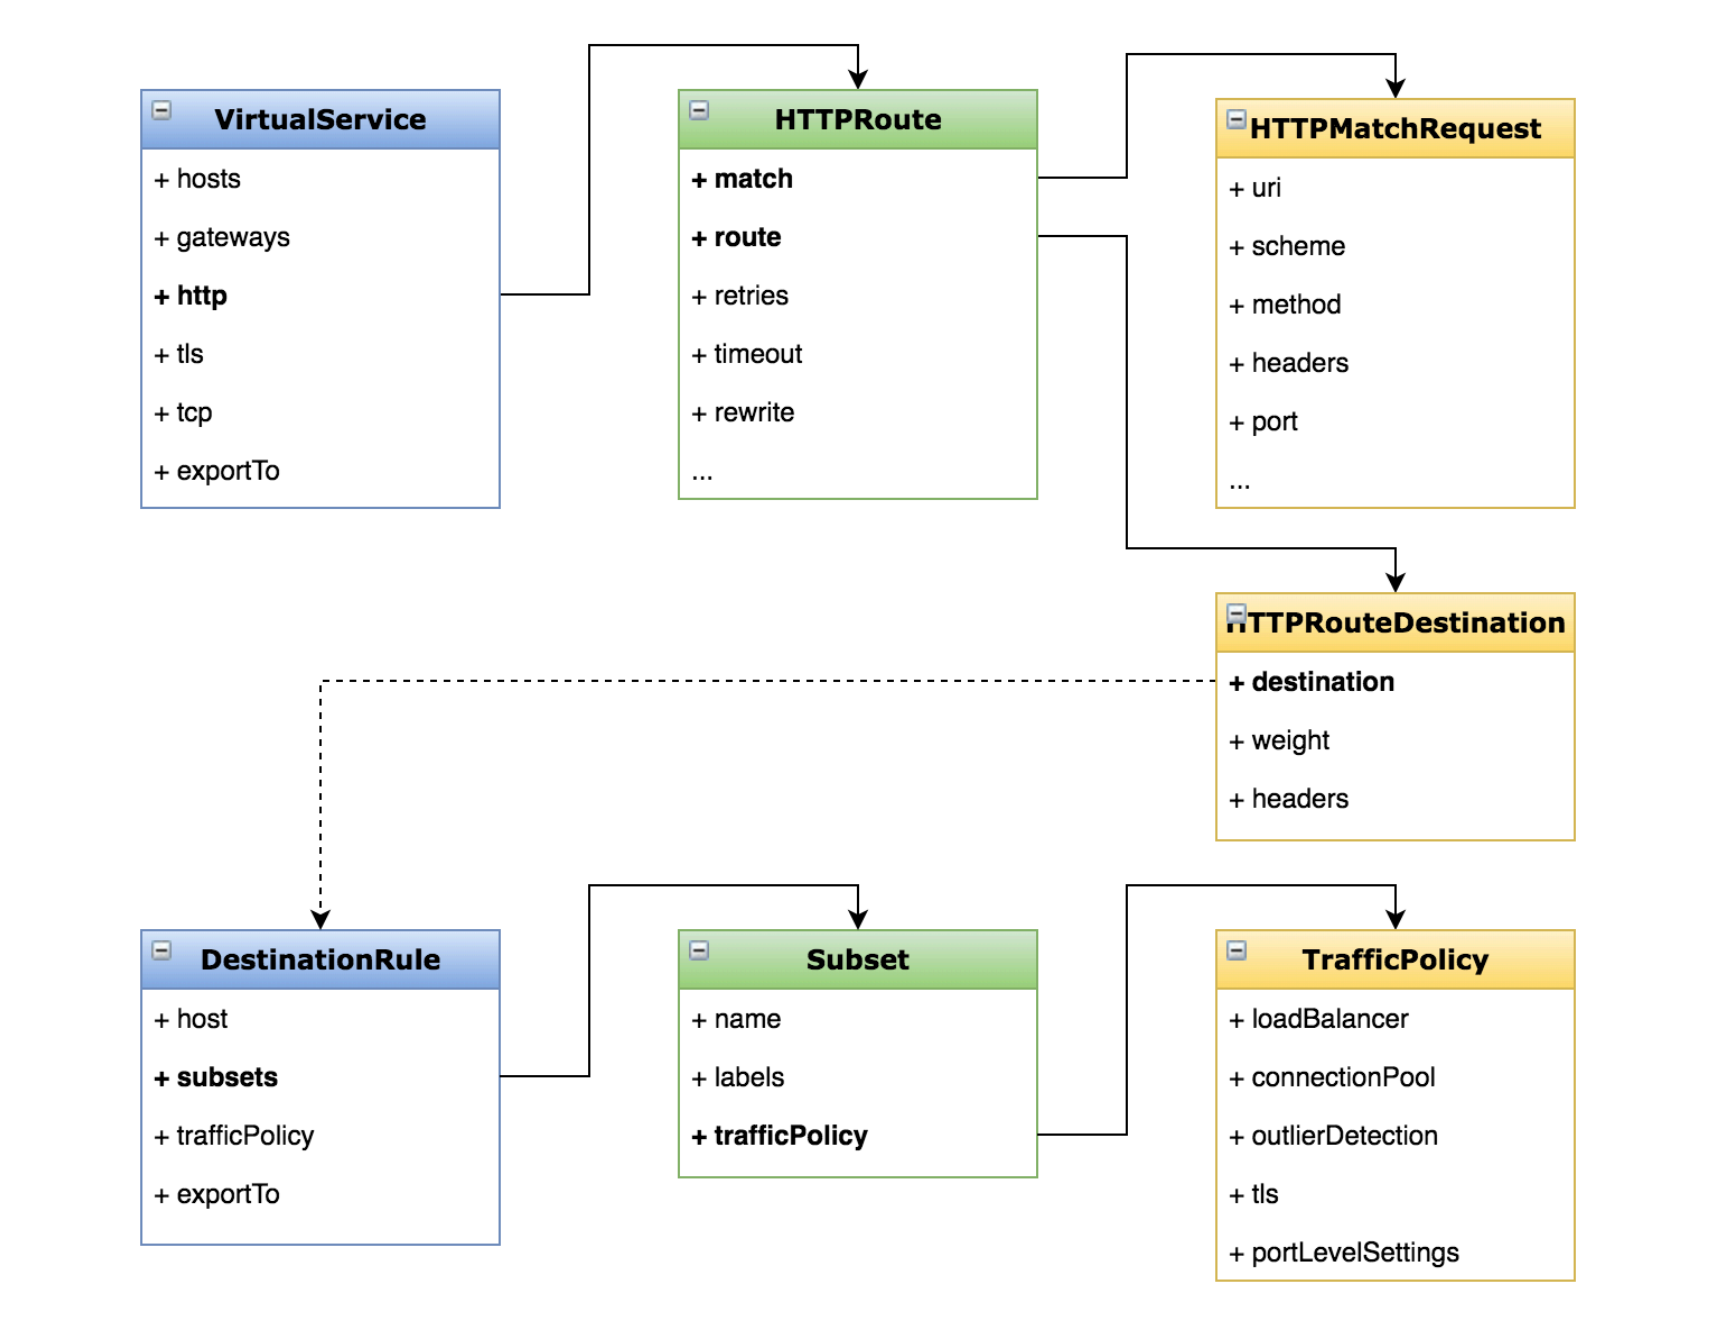 VirtualService
+ hosts
+ gateways
+ http
+ tls
+ tcp
+ exportTo
HTTPRoute
+ match
+ route
+ retries
+ timeout
+ rewrite
...
HTTPMatchRequest
+ uri
+ scheme
+ method
+ headers
+ port
...
HTTPRouteDestination
+ destination
+ weight
+ headers
DestinationRule
+ host
+ subsets
+ trafficPolicy
+ exportTo
Subset
+ name
+ labels
+ trafficPolicy
TrafficPolicy
+ loadBalancer
+ connectionPool
+ outlierDetection
+ tls
+ portLevelSettings